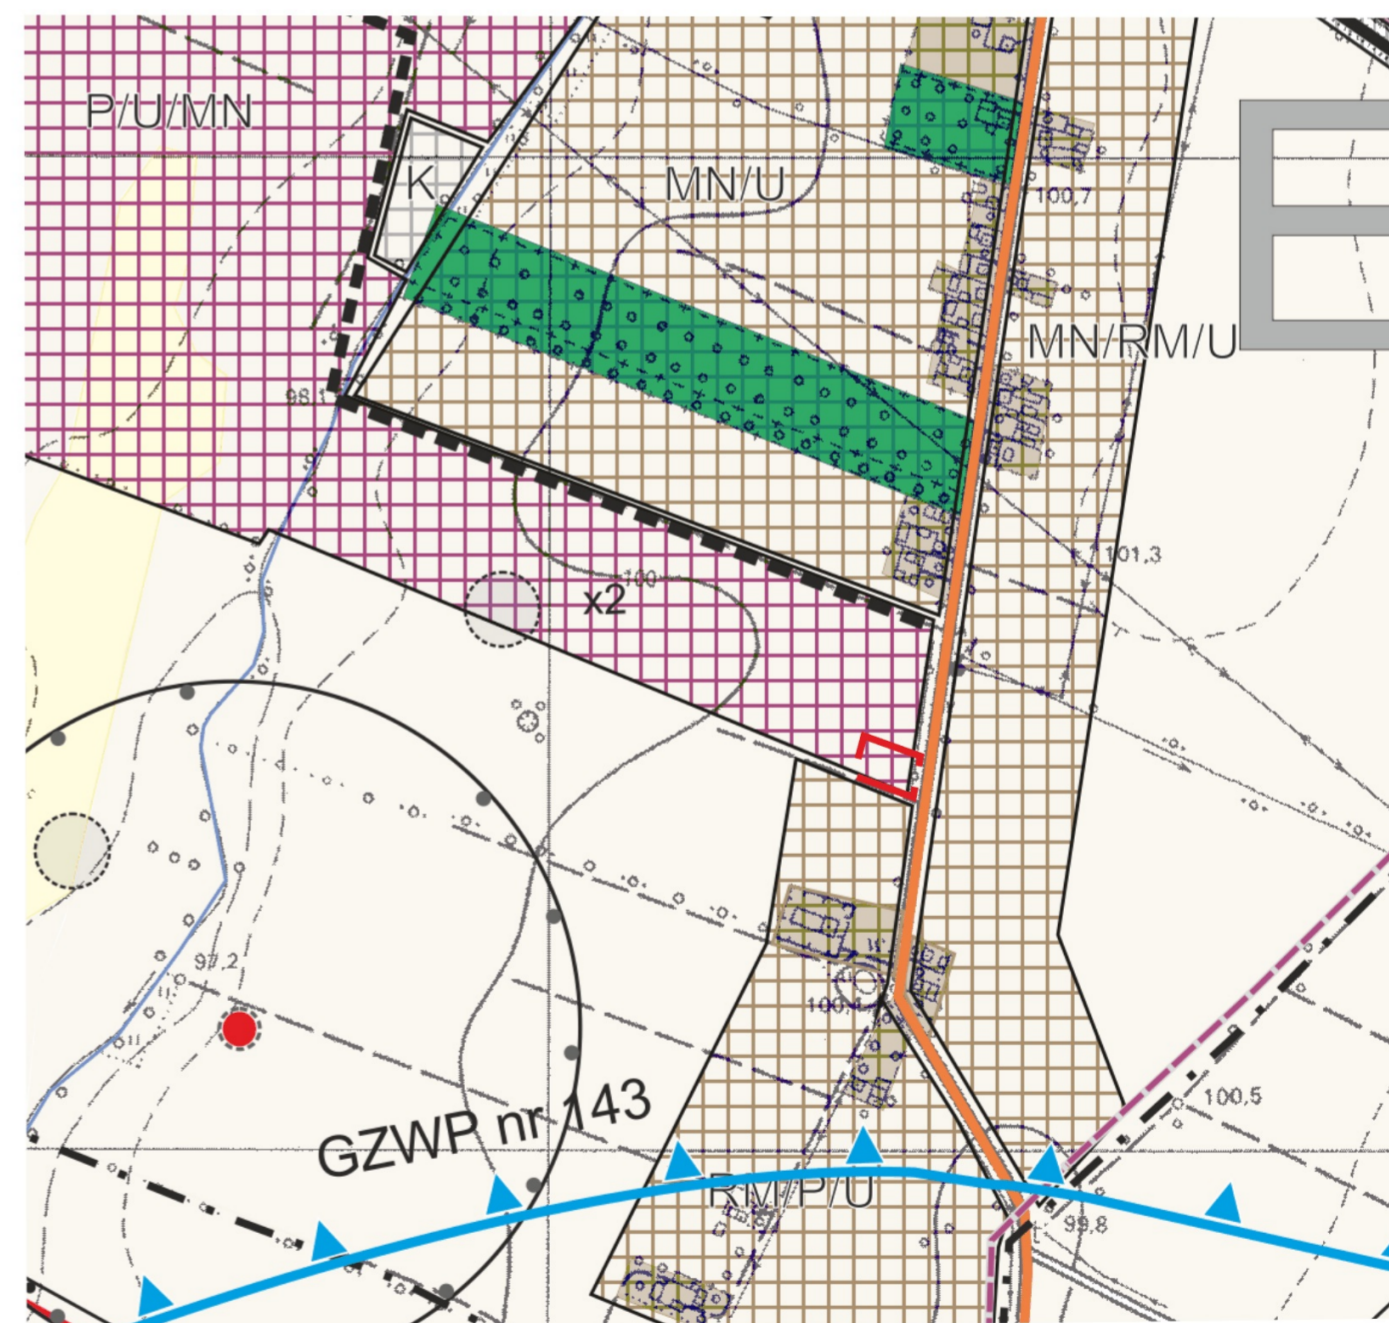 P/U/MN
K
MN/U
100,7
E
MN/RM/U
98,1
101,3
100
x2
97,2
100,4
100,5
GZWP nr 143
RM/P/U
99,8